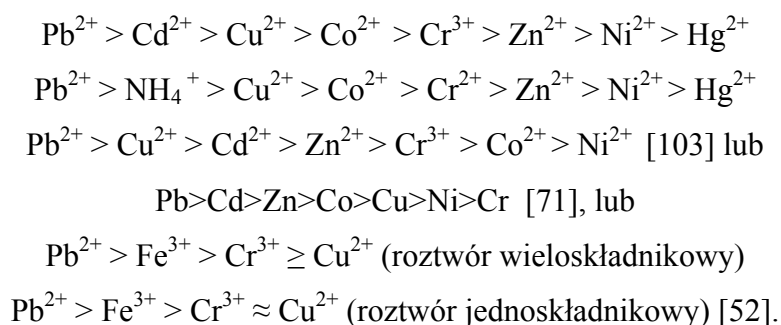 Pb²⁺ > Cd²⁺ > Cu²⁺ > Co²⁺ > Cr³⁺ > Zn²⁺ > Ni²⁺ > Hg²⁺
Pb²⁺ > NH₄⁺ > Cu²⁺ > Co²⁺ > Cr²⁺ > Zn²⁺ > Ni²⁺ > Hg²⁺
Pb²⁺ > Cu²⁺ > Cd²⁺ > Zn²⁺ > Cr³⁺ > Co²⁺ > Ni²⁺ [103] lub
Pb>Cd>Zn>Co>Cu>Ni>Cr [71], lub
Pb²⁺ > Fe³⁺ > Cr³⁺ ≥ Cu²⁺ (roztwór wieloskładnikowy)
Pb²⁺ > Fe³⁺ > Cr³⁺ ≈ Cu²⁺ (roztwór jednoskładnikowy) [52].